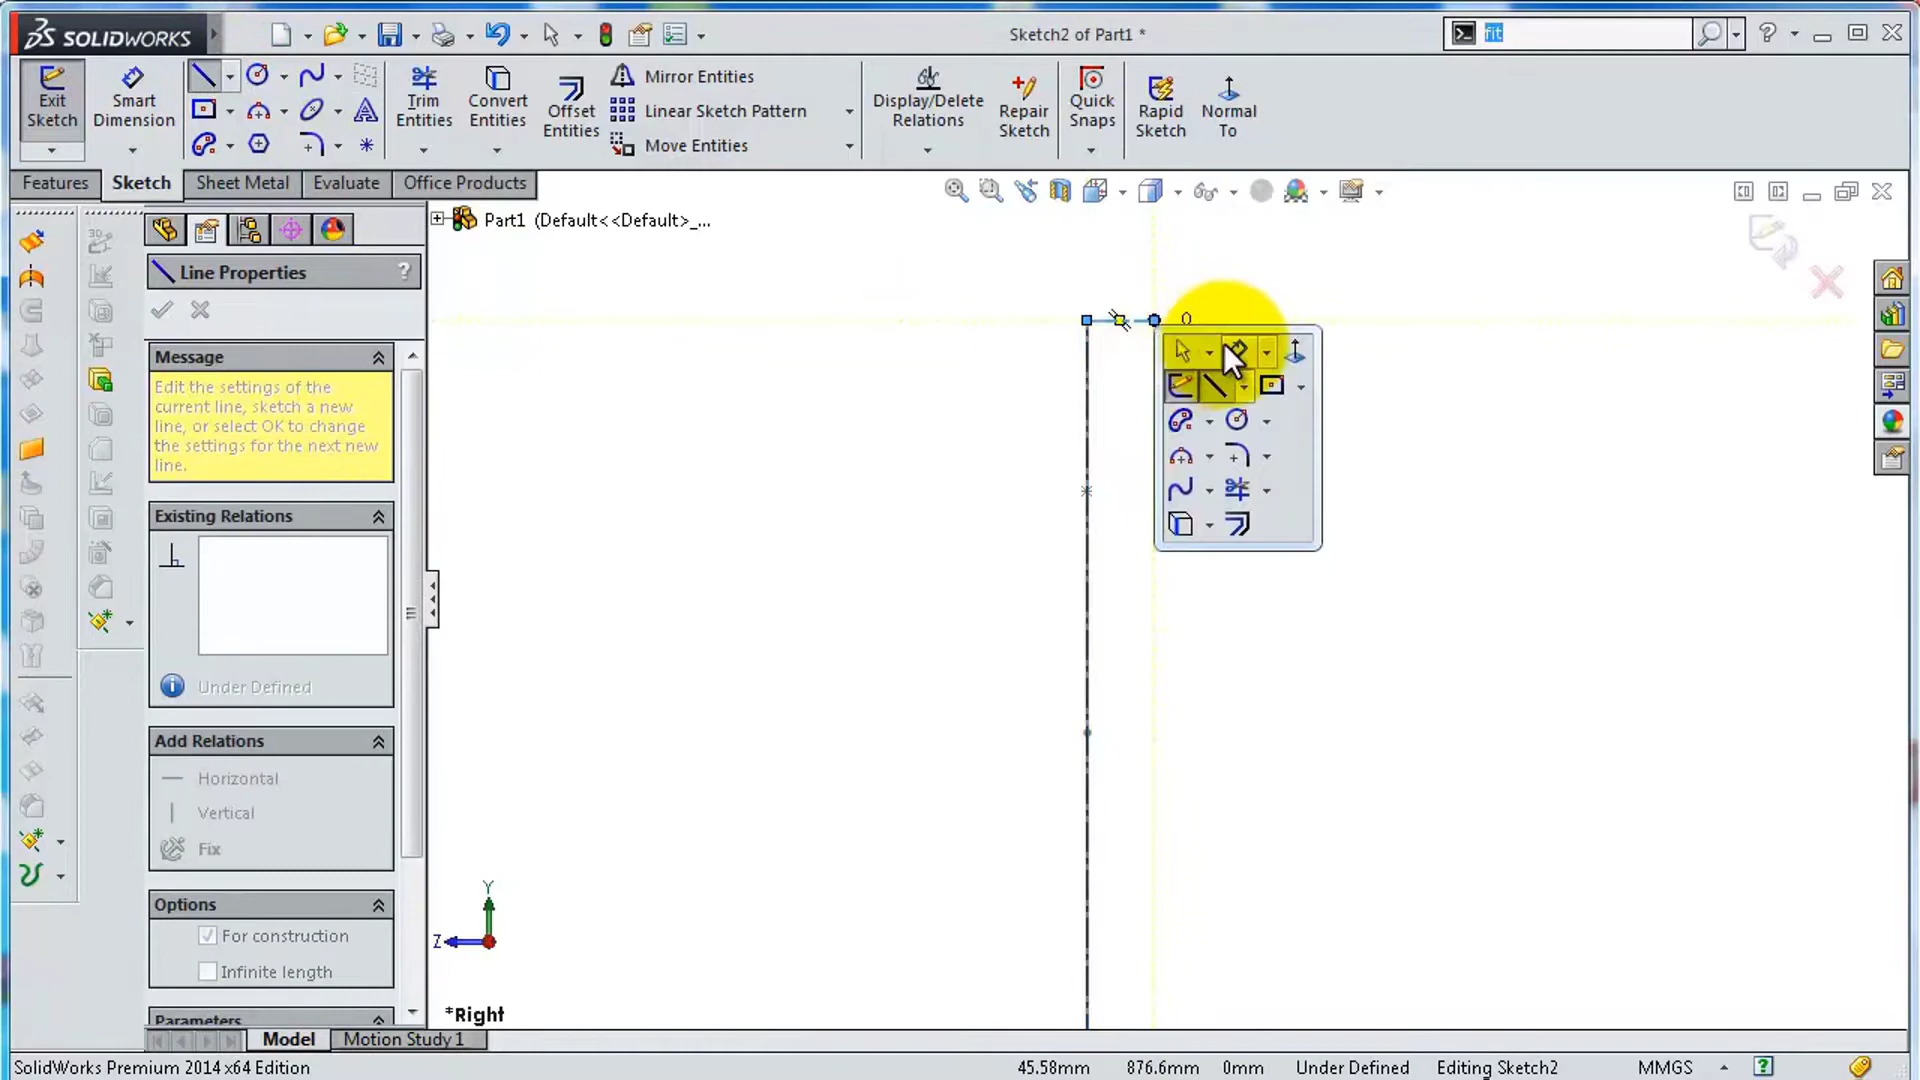 SOLIDWORKS
Sketch2 of Part1 *
fit
Exit
Sketch
Smart
Dimension
Trim
Entities
Convert
Entities
Offset
Entities
Mirror Entities
Linear Sketch Pattern
Move Entities
Display/Delete
Relations
Repair
Sketch
Quick
Snaps
Rapid
Sketch
Normal
To
Features
Sketch
Sheet Metal
Evaluate
Office Products
Part1 (Default<<Default>_...
Line Properties
?
Message
Edit the settings of the
current line, sketch a new
line, or select OK to change
the settings for the next new
line.
Existing Relations
Under Defined
Add Relations
Horizontal
Vertical
Fix
Options
For construction
Infinite length
Parameters
0
Y
Z
*Right
Model
Motion Study 1
SolidWorks Premium 2014 x64 Edition
45.58mm
876.6mm
0mm
Under Defined
Editing Sketch2
MMGS